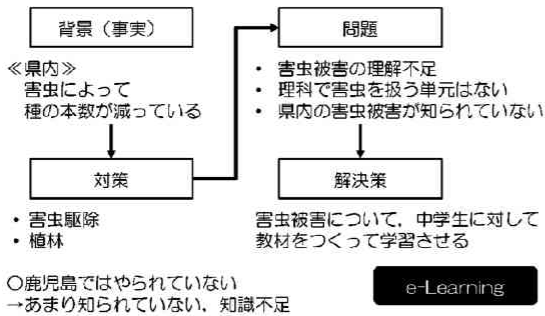 背景（事実）
≪県内≫
害虫によって
種の本数が減っている
対策
・害虫駆除
・植林
○鹿児島ではやられていない
→あまり知られていない，知識不足
問題
・害虫被害の理解不足
・理科で害虫を扱う単元はない
・県内の害虫被害が知られていない
解決策
害虫被害について，中学生に対して
教材をつくって学習させる
e-Learning